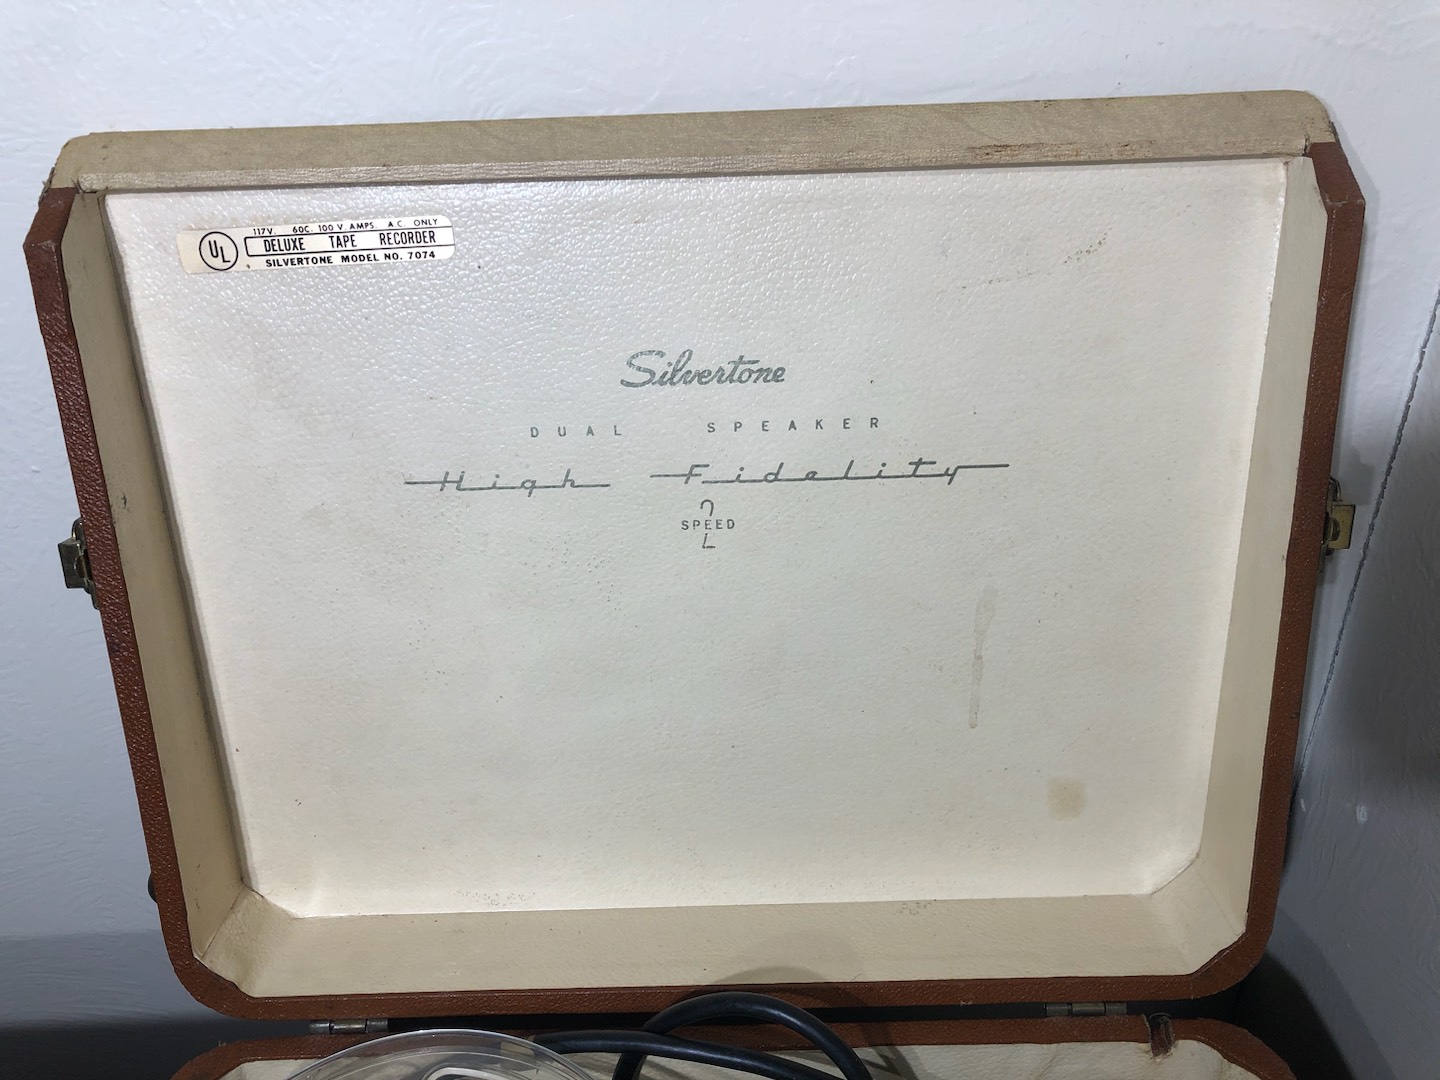 117V. 60C. 100 V. AMPS. A C ONLY
UL
DELUXE TAPE RECORDER
SILVERTONE MODEL NO. 7074
Silvertone
DUAL SPEAKER
High Fidelity
2
SPEED